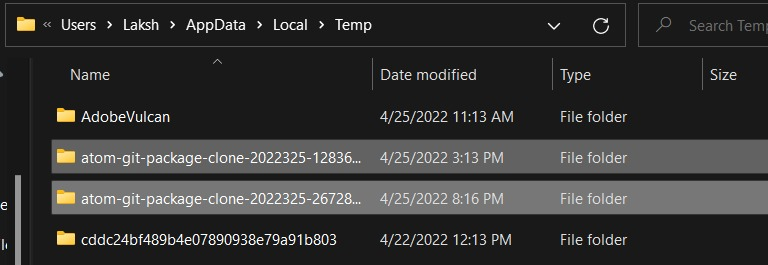 « Users > Laksh > AppData > Local > Temp
Search Tem
Name Date modified Type Size
AdobeVulcan 4/25/2022 11:13 AM File folder
atom-git-package-clone-2022325-12836... 4/25/2022 3:13 PM File folder
atom-git-package-clone-2022325-26728... 4/25/2022 8:16 PM File folder
cddc24bf489b4e07890938e79a91b803 4/22/2022 12:13 PM File folder